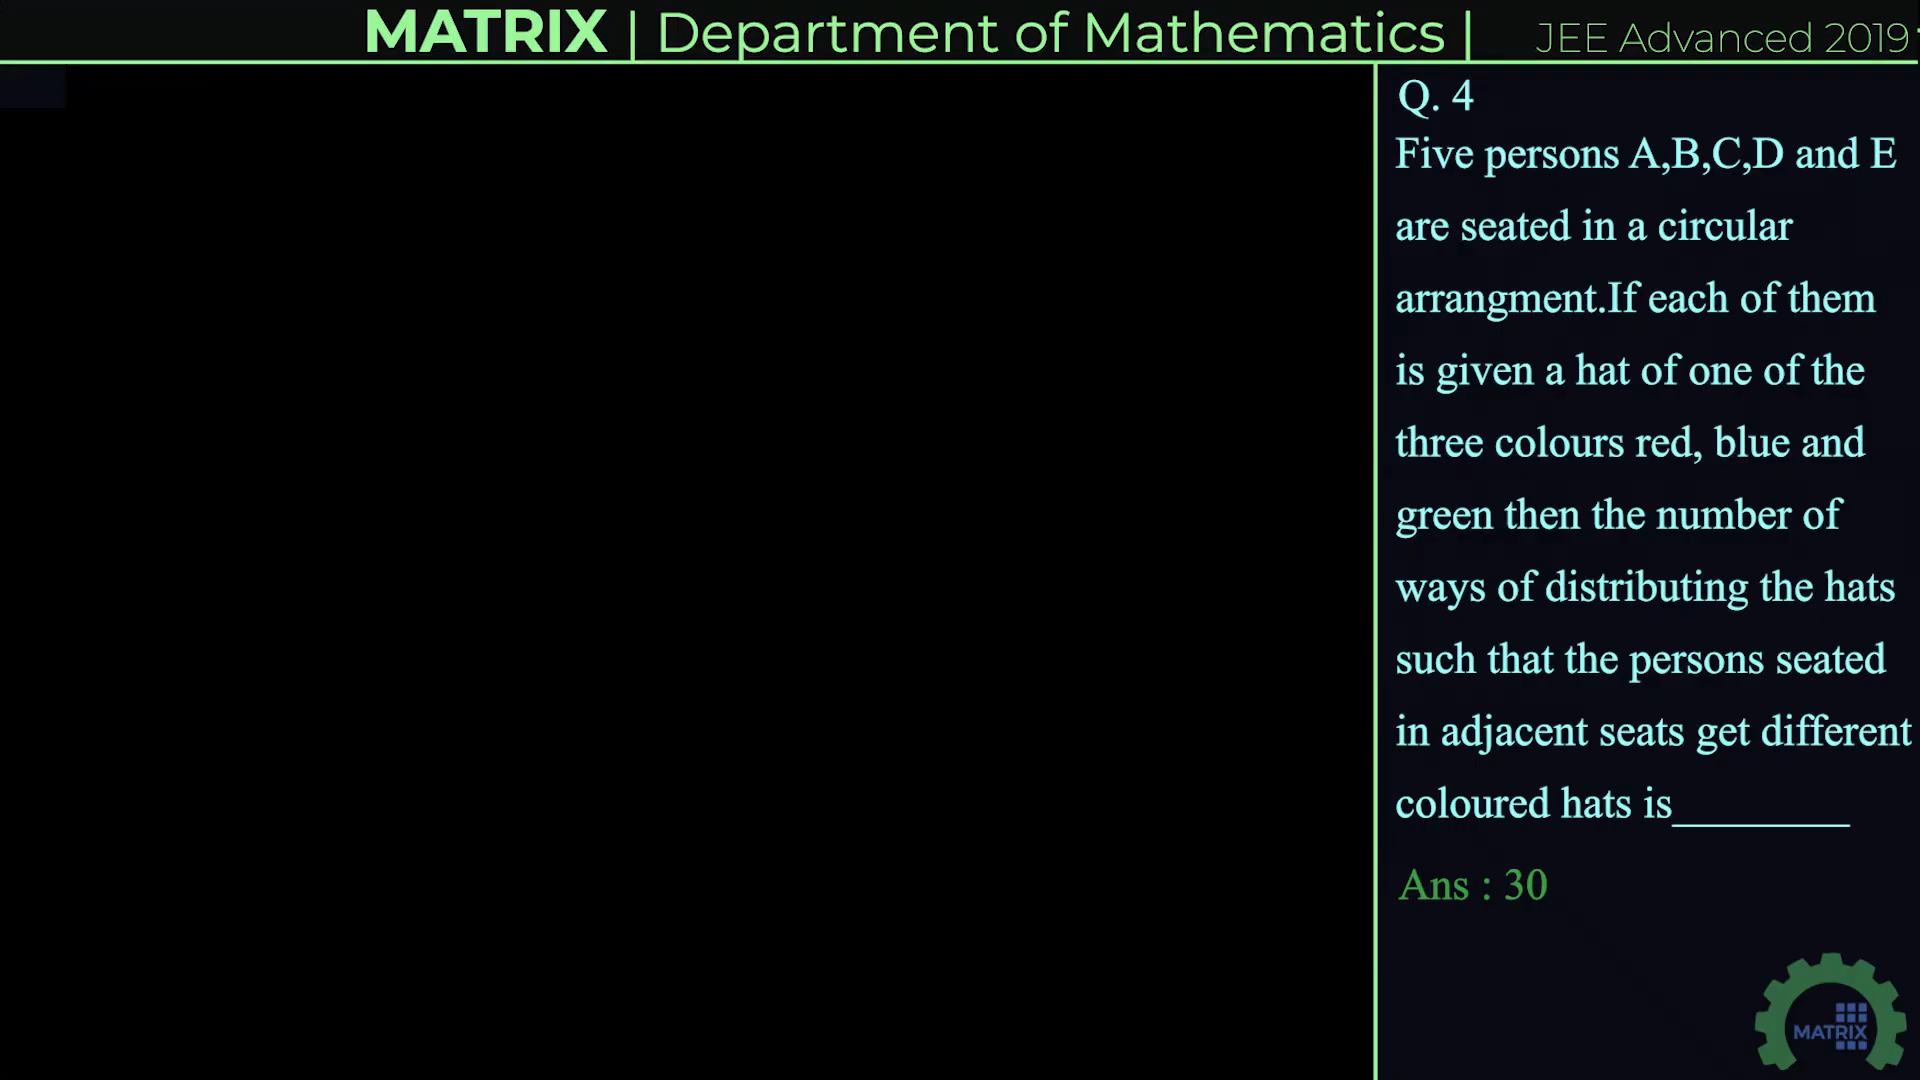 MATRIX | Department of Mathematics | JEE Advanced 2019
Q. 4
Five persons A,B,C,D and E
are seated in a circular
arrangment.If each of them
is given a hat of one of the
three colours red, blue and
green then the number of
ways of distributing the hats
such that the persons seated
in adjacent seats get different
coloured hats is_________
Ans : 30
MATRIX